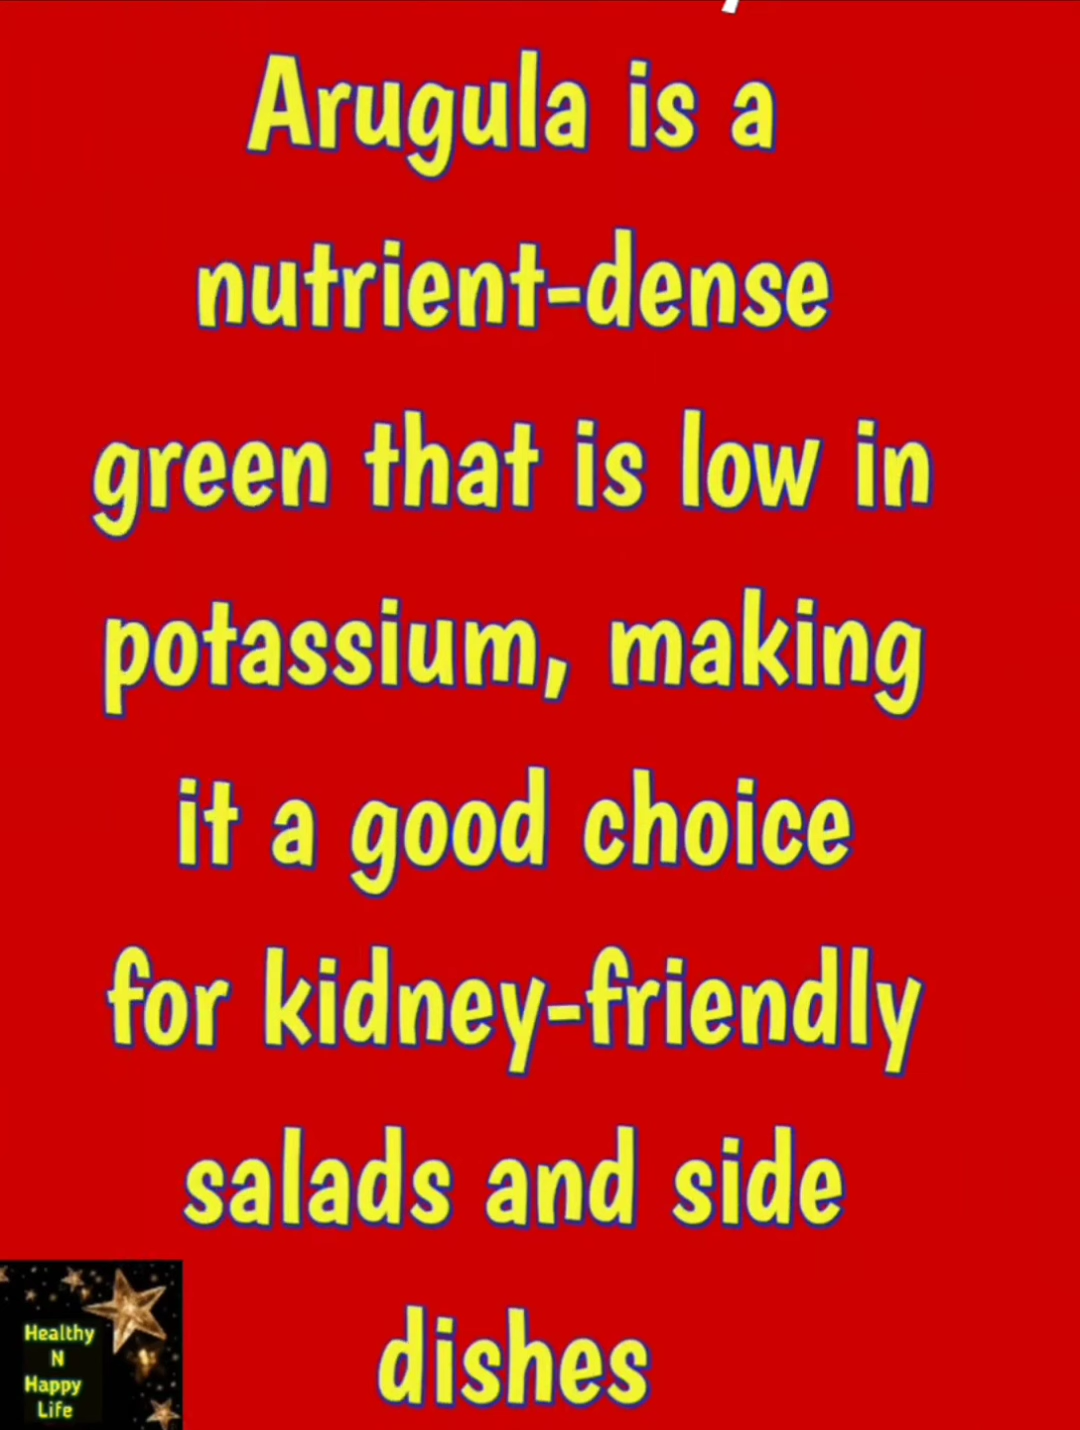 Arugula is a
nutrient-dense
green that is low in
potassium, making
it a good choice
for kidney-friendly
salads and side
dishes
Healthy
N
Happy
Life